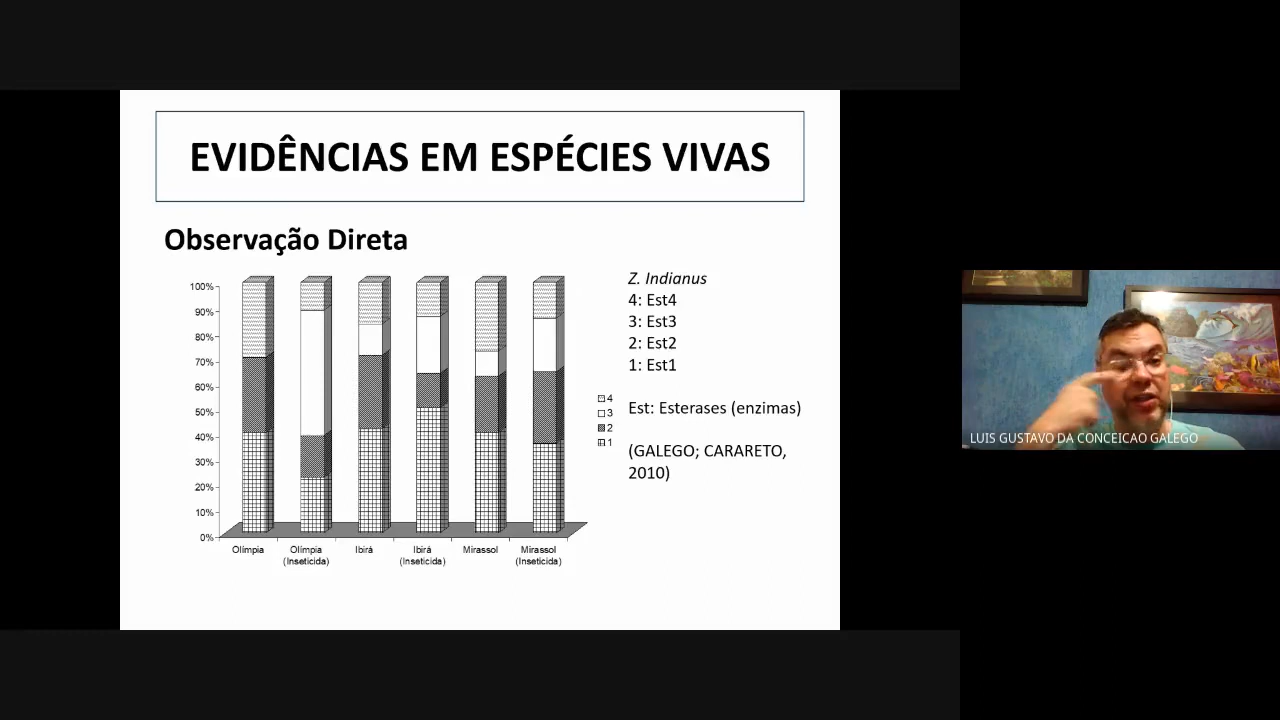 EVIDÊNCIAS EM ESPÉCIES VIVAS
Observação Direta
100%
90%
80%
70%
60%
50%
40%
30%
20%
10%
0%
Olímpia
Olímpia
(Inseticida)
Ibirá
Ibirá
(Inseticida)
Mirassol
Mirassol
(Inseticida)
4
3
2
1
Z. Indianus
4: Est4
3: Est3
2: Est2
1: Est1
Est: Esterases (enzimas)
(GALEGO; CARARETO,
2010)
LUIS GUSTAVO DA CONCEICAO GALEGO